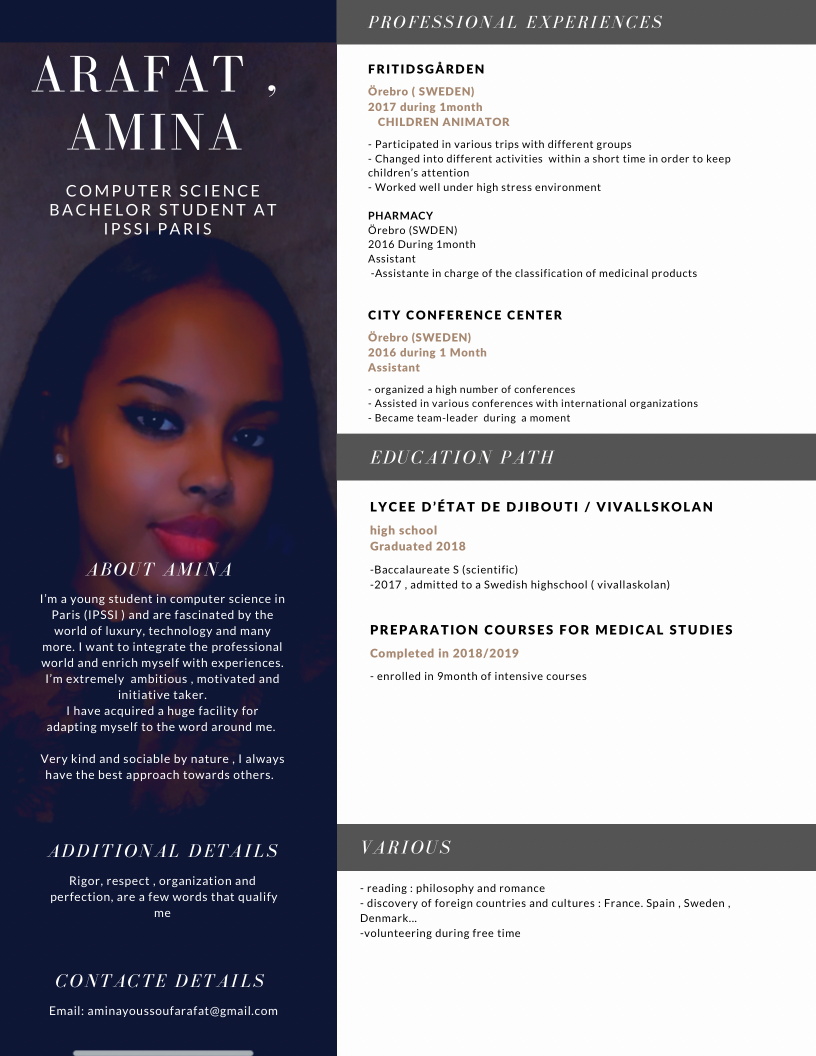 ARAFAT ,
AMINA
COMPUTER SCIENCE
BACHELOR STUDENT AT
IPSSI PARIS
ABOUT AMINA
I'm a young student in computer science in
Paris (IPSSI ) and are fascinated by the
world of luxury, technology and many
more. I want to integrate the professional
world and enrich myself with experiences.
I'm extremely  ambitious , motivated and
initiative taker.
I have acquired a huge facility for
adapting myself to the word around me.
Very kind and sociable by nature , I always
have the best approach towards others.
ADDITIONAL DETAILS
Rigor, respect , organization and
perfection, are a few words that qualify
me
CONTACTE DETAILS
Email: aminayoussoufarafat@gmail.com
PROFESSIONAL EXPERIENCES
FRITIDSGÅRDEN
Örebro ( SWEDEN)
2017 during 1month
CHILDREN ANIMATOR
- Participated in various trips with different groups
- Changed into different activities  within a short time in order to keep
children's attention
- Worked well under high stress environment
PHARMACY
Örebro (SWDEN)
2016 During 1month
Assistant
-Assistante in charge of the classification of medicinal products
CITY CONFERENCE CENTER
Örebro (SWEDEN)
2016 during 1 Month
Assistant
- organized a high number of conferences
- Assisted in various conferences with international organizations
- Became team-leader  during  a moment
EDUCATION PATH
LYCEE D'ÉTAT DE DJIBOUTI / VIVALLSKOLAN
high school
Graduated 2018
-Baccalaureate S (scientific)
-2017 , admitted to a Swedish highschool ( vivallaskolan)
PREPARATION COURSES FOR MEDICAL STUDIES
Completed in 2018/2019
- enrolled in 9month of intensive courses
VARIOUS
- reading : philosophy and romance
- discovery of foreign countries and cultures : France. Spain , Sweden ,
Denmark...
-volunteering during free time